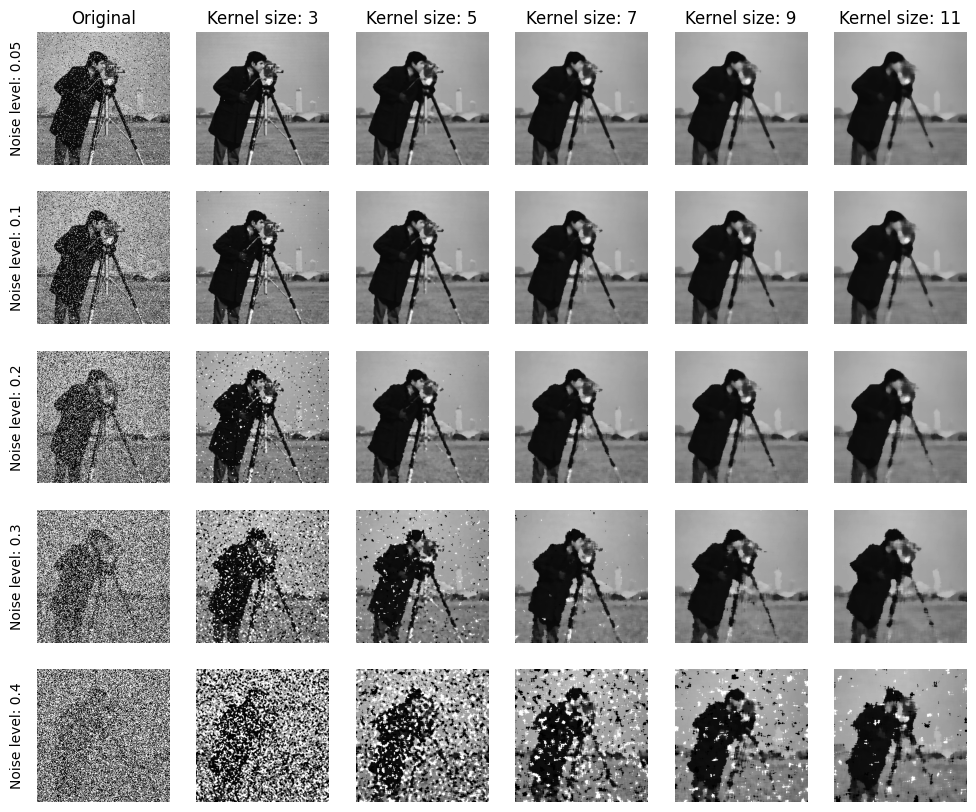 Original
Kernel size: 3
Kernel size: 5
Kernel size: 7
Kernel size: 9
Kernel size: 11
Noise level: 0.05
Noise level: 0.1
Noise level: 0.2
Noise level: 0.3
Noise level: 0.4